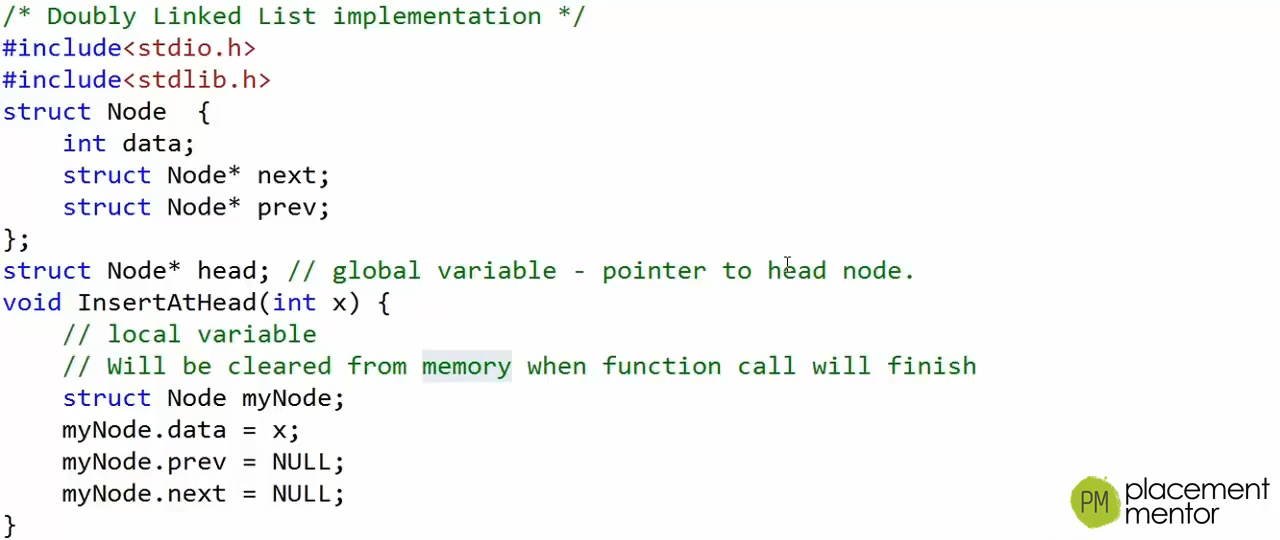 /* Doubly Linked List implementation */
#include<stdio.h>
#include<stdlib.h>
struct Node  {
    int data;
    struct Node* next;
    struct Node* prev;
};
struct Node* head; // global variable - pointer to head node.
void InsertAtHead(int x) {
    // local variable
    // Will be cleared from memory when function call will finish
    struct Node myNode;
    myNode.data = x;
    myNode.prev = NULL;
    myNode.next = NULL;
}
PM
placement
mentor